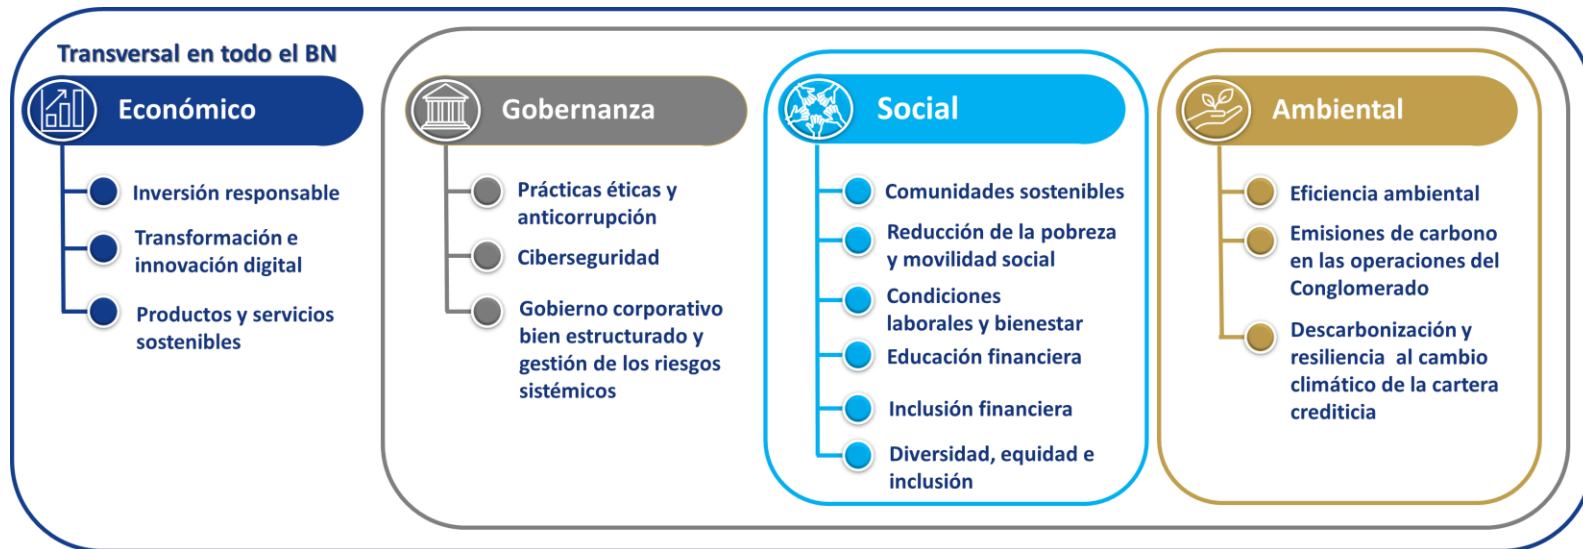 Transversal en todo el BN
Económico
Inversión responsable
Transformación e
innovación digital
Productos y servicios
sostenibles
Gobernanza
Prácticas éticas y
anticorrupción
Ciberseguridad
Gobierno corporativo
bien estructurado y
gestión de los riesgos
sistémicos
Social
Comunidades sostenibles
Reducción de la pobreza
y movilidad social
Condiciones
laborales y bienestar
Educación financiera
Inclusión financiera
Diversidad, equidad e
inclusión
Ambiental
Eficiencia ambiental
Emisiones de carbono
en las operaciones del
Conglomerado
Descarbonización y
resiliencia al cambio
climático de la cartera
crediticia